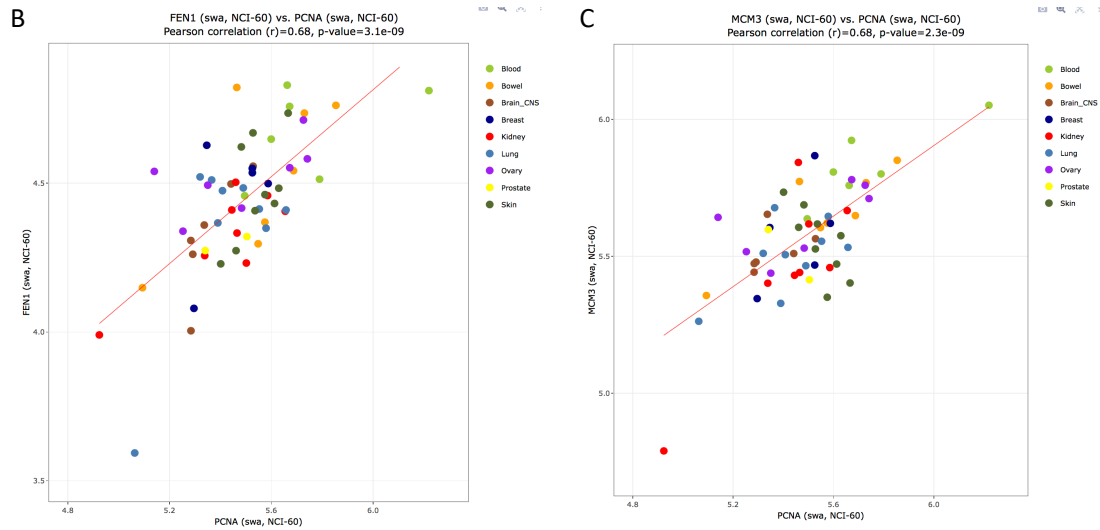 B
FEN1 (swa, NCI-60) vs. PCNA (swa, NCI-60)
Pearson correlation (r)=0.68, p-value=3.1e-09
FEN1 (swa, NCI-60)
4.5
4.0
3.5
4.8
5.2
5.6
6.0
PCNA (swa, NCI-60)
Blood
Bowel
Brain_CNS
Breast
Kidney
Lung
Ovary
Prostate
Skin
C
MCM3 (swa, NCI-60) vs. PCNA (swa, NCI-60)
Pearson correlation (r)=0.68, p-value=2.3e-09
MCM3 (swa, NCI-60)
6.0
5.5
5.0
4.8
5.2
5.6
6.0
PCNA (swa, NCI-60)
Blood
Bowel
Brain_CNS
Breast
Kidney
Lung
Ovary
Prostate
Skin